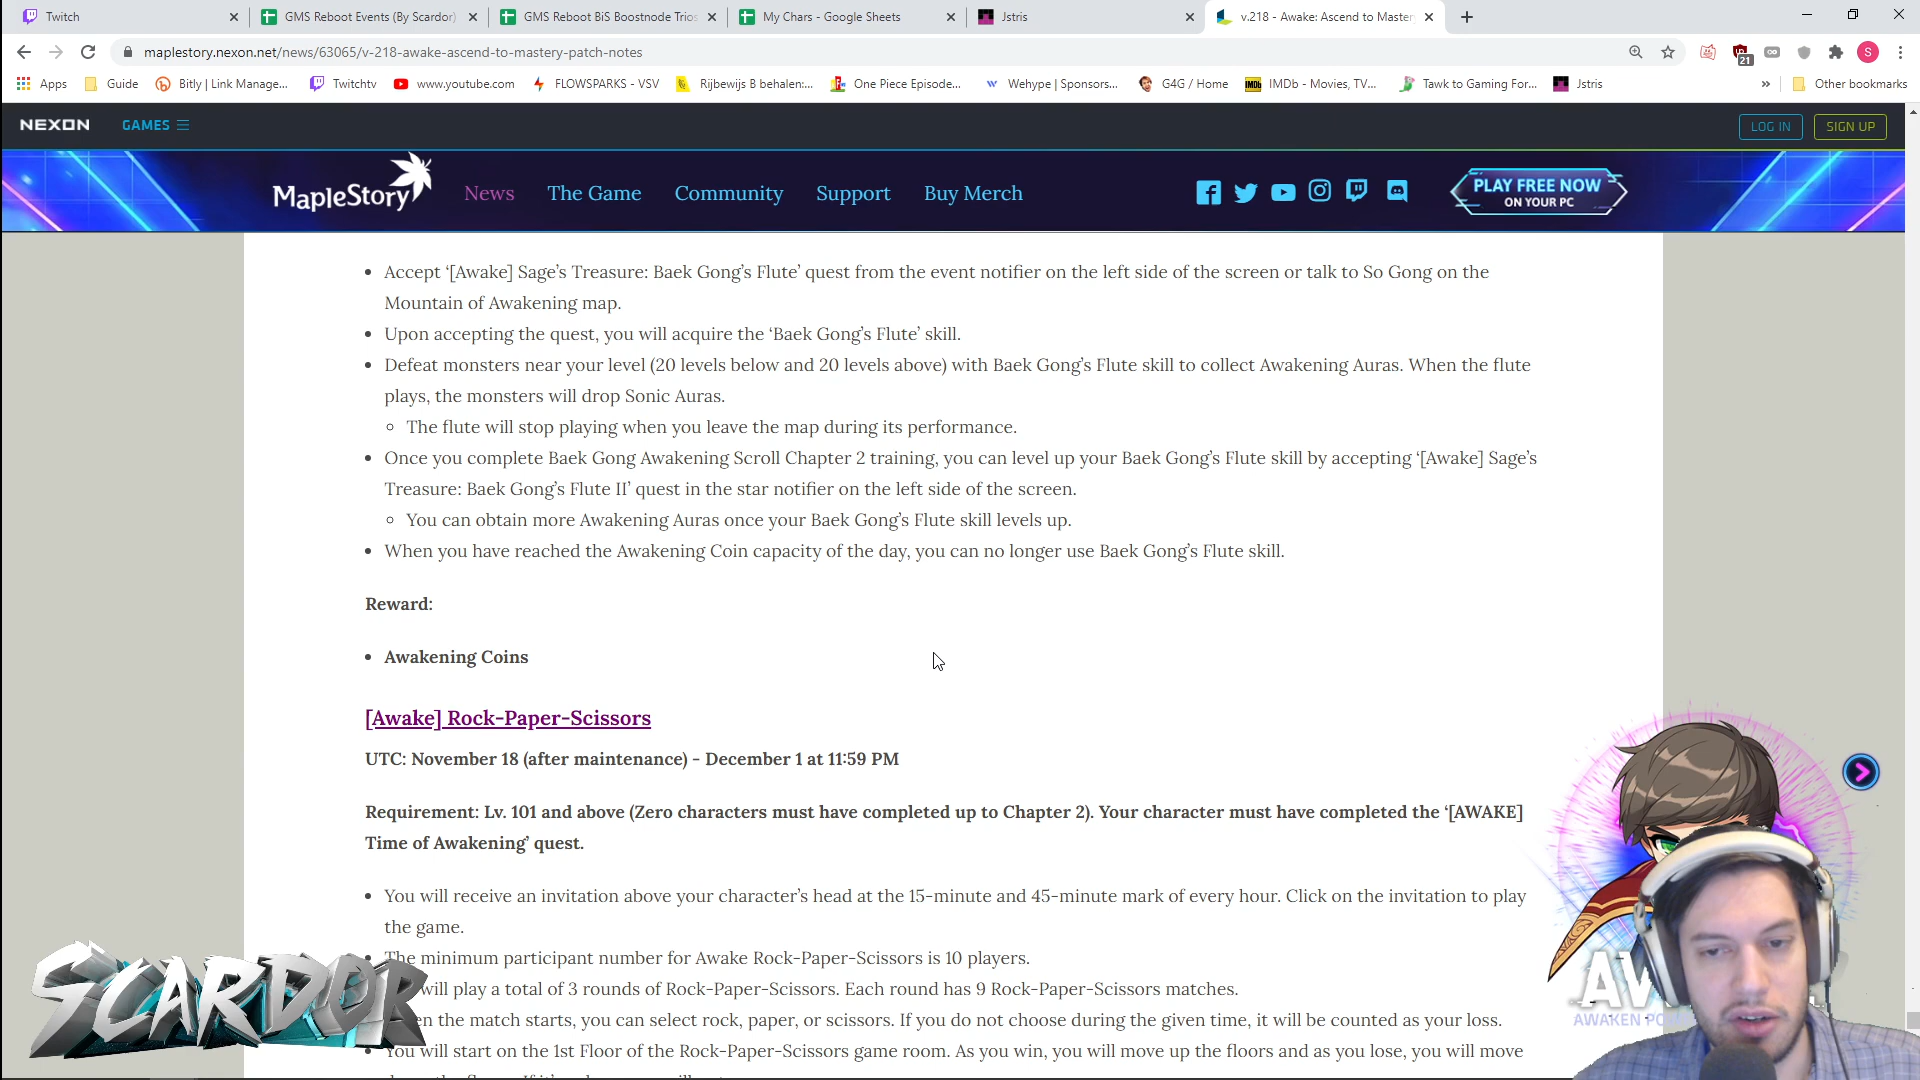 Twitch
GMS Reboot Events (By Scardor)
GMS Reboot BiS Boostnode Trios
My Chars - Google Sheets
Jstris
v.218 - Awake: Ascend to Master
maplestory.nexon.net/news/63065/v-218-awake-ascend-to-mastery-patch-notes
21
S
Apps
Guide
Bitly | Link Manage...
Twitchtv
www.youtube.com
FLOWSPARKS - VSV
Rijbewijs B behalen:...
One Piece Episode...
Wehype | Sponsors...
G4G / Home
IMDb
IMDb - Movies, TV...
Tawk to Gaming For...
Jstris
Other bookmarks
NEXON
GAMES
LOG IN
SIGN UP
MapleStory
News
The Game
Community
Support
Buy Merch
PLAY FREE NOW
ON YOUR PC
Accept ‘[Awake] Sage’s Treasure: Baek Gong’s Flute’ quest from the event notifier on the left side of the screen or talk to So Gong on the
Mountain of Awakening map.
Upon accepting the quest, you will acquire the ‘Baek Gong’s Flute’ skill.
Defeat monsters near your level (20 levels below and 20 levels above) with Baek Gong’s Flute skill to collect Awakening Auras. When the flute
plays, the monsters will drop Sonic Auras.
The flute will stop playing when you leave the map during its performance.
Once you complete Baek Gong Awakening Scroll Chapter 2 training, you can level up your Baek Gong’s Flute skill by accepting ‘[Awake] Sage’s
Treasure: Baek Gong’s Flute II’ quest in the star notifier on the left side of the screen.
You can obtain more Awakening Auras once your Baek Gong’s Flute skill levels up.
When you have reached the Awakening Coin capacity of the day, you can no longer use Baek Gong’s Flute skill.
Reward:
Awakening Coins
[Awake] Rock-Paper-Scissors
UTC: November 18 (after maintenance) - December 1 at 11:59 PM
Requirement: Lv. 101 and above (Zero characters must have completed up to Chapter 2). Your character must have completed the ‘[AWAKE]
Time of Awakening’ quest.
You will receive an invitation above your character’s head at the 15-minute and 45-minute mark of every hour. Click on the invitation to play
the game.
The minimum participant number for Awake Rock-Paper-Scissors is 10 players.
will play a total of 3 rounds of Rock-Paper-Scissors. Each round has 9 Rock-Paper-Scissors matches.
the match starts, you can select rock, paper, or scissors. If you do not choose during the given time, it will be counted as your loss.
You will start on the 1st Floor of the Rock-Paper-Scissors game room. As you win, you will move up the floors and as you lose, you will move
SCARDOR
AW
AWAKEN